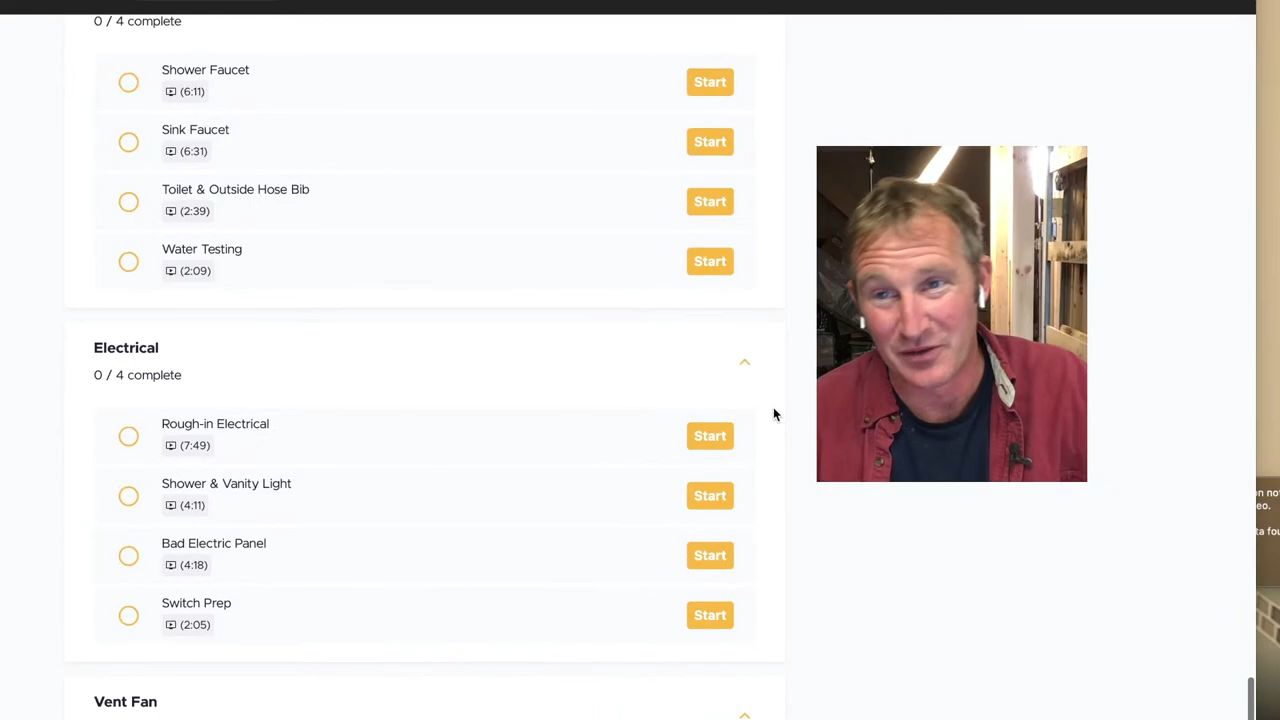 0 / 4 complete
Shower Faucet
(6:11)
Start
Sink Faucet
(6:31)
Start
Toilet & Outside Hose Bib
(2:39)
Start
Water Testing
(2:09)
Start
Electrical
0 / 4 complete
Rough-in Electrical
(7:49)
Start
Shower & Vanity Light
(4:11)
Start
Bad Electric Panel
(4:18)
Start
Switch Prep
(2:05)
Start
Vent Fan